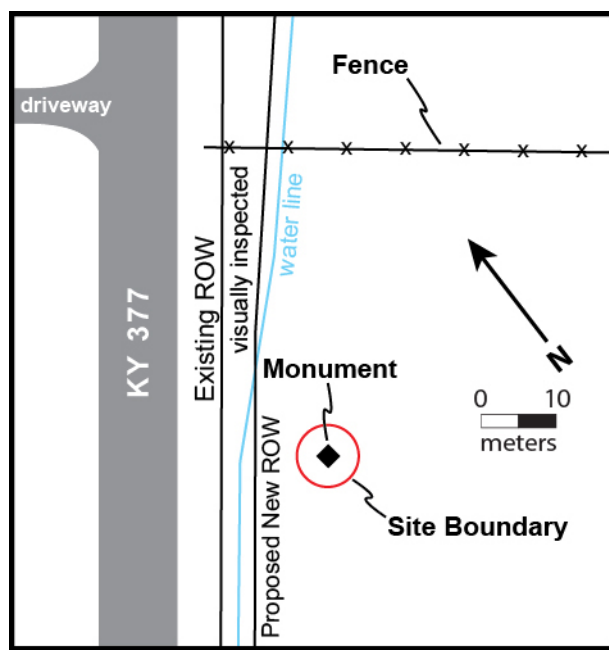 Fence
driveway
visually inspected
water line
Existing ROW
KY 377
N
Monument
0 10
meters
Proposed New ROW
Site Boundary